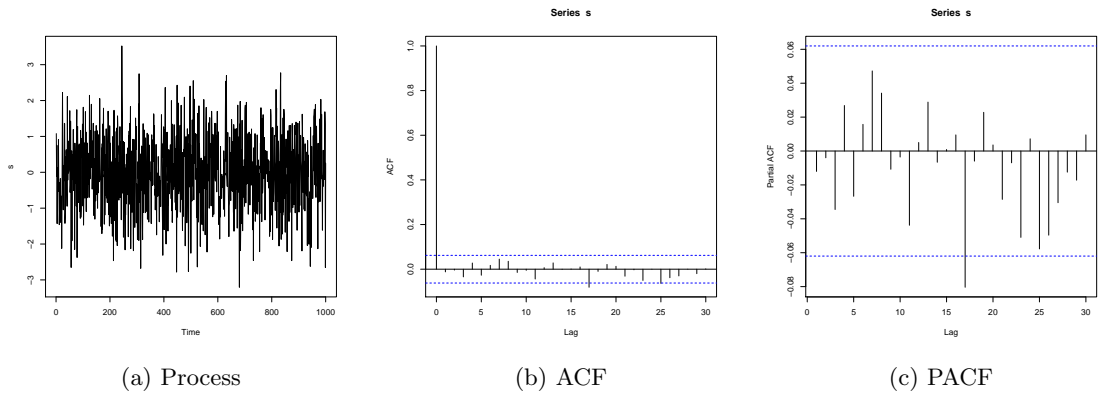 Series s
Series s
s
3
2
1
0
-1
-2
-3
0 200 400 600 800 1000
Time
ACF
1.0
0.8
0.6
0.4
0.2
0.0
0 5 10 15 20 25 30
Lag
Partial ACF
0.06
0.04
0.02
0.00
-0.02
-0.04
-0.06
-0.08
0 5 10 15 20 25 30
Lag
(a) Process
(b) ACF
(c) PACF